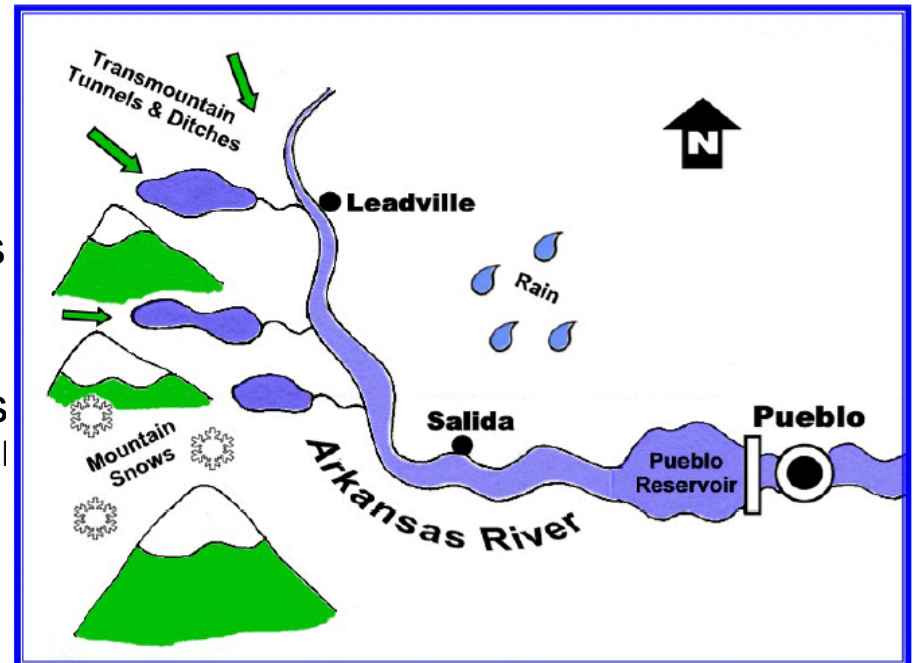 Transmountain
Tunnels & Ditches
N
Leadville
Rain
Mountain
Snows
Salida
Pueblo
Pueblo
Reservoir
Arkansas River
s
s
l